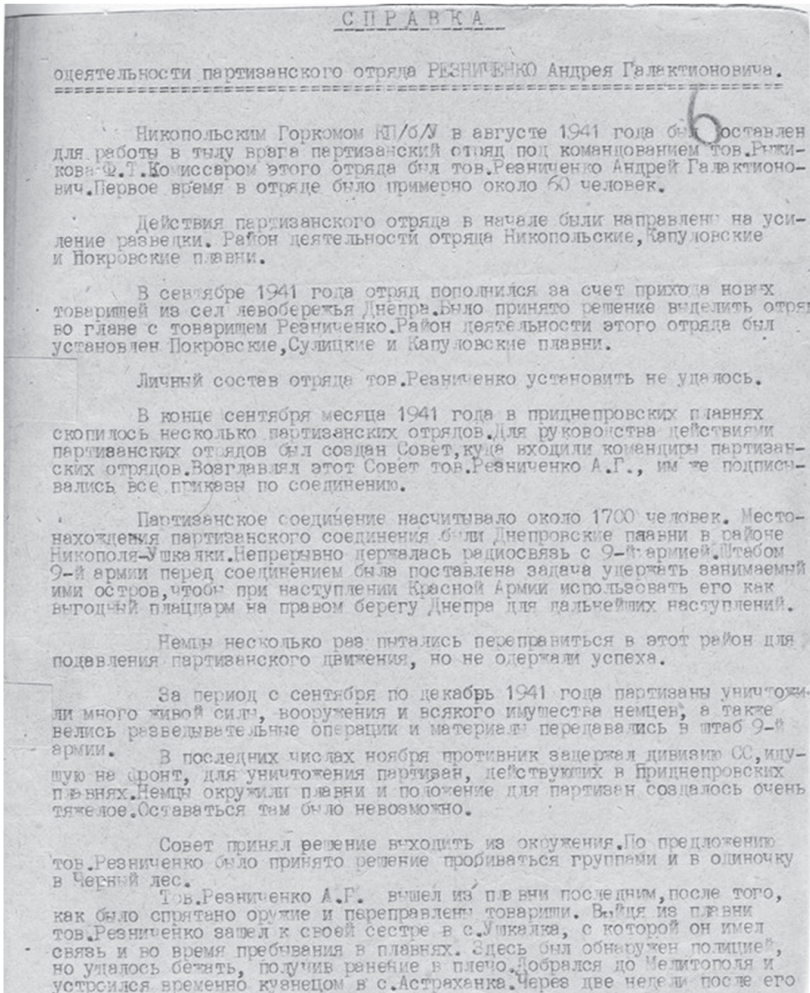 СПРАВКА
одеятельности партизанского отряда РЕЗНИЧЕНКО Андрея Галактионовича.
6
Никопольским Горкомом КП/б/У в августе 1941 года был оставлен
для работы в тылу врага партизанский отряд под командованием тов.Рыжи-
кова Ф.Т.Комиссаром этого отряда был тов.Резниченко Андрей Галактионо-
вич.Первое время в отряде было примерно около 60 человек.
Действия партизанского отряда в начале были направлены на уси-
ление разведки. Район деятельности отряда Никопольские,Капуловские
и Покровские плавни.
В сентябре 1941 года отряд пополнился за счет прихода новых
товарищей из сел левобережья Днепра.Было принято решение выделить отряд
во главе с товарищем Резниченко.Район деятельности этого отряда был
установлен Покровские,Сулицкие и Капуловские плавни.
Личный состав отряда тов.Резниченко установить не удалось.
В конце сентября месяца 1941 года в приднепровских плавнях
скопилось несколько партизанских отрядов.Для руководства действиями
партизанских отрядов был создан Совет,куда входили командиры партизан-
ских отрядов.Возглавлял этот Совет тов.Резниченко А.Г., им же подписы-
вались все приказы по соединению.
Партизанское соединение насчитывало около 1700 человек. Место-
нахождения партизанского соединения были Днепровские плавни в районе
Никополя-Ушкалки.Непрерывно держалась радиосвязь с 9-й армией.Штабом
9-й армии перед соединением была поставлена задача удержать занимаемый
ими остров,чтобы при наступлении Красной Армии использовать его как
выгодный плацдарм на правом берегу Днепра для дальнейших наступлений.
Немцы несколько раз пытались переправиться в этот район для
подавления партизанского движения, но не одержали успеха.
За период с сентября по декабрь 1941 года партизаны уничтожи-
ли много живой силы, вооружения и всякого имущества немцев, а также
велись разведывательные операции и материалы передавались в штаб 9-й
армии.
В последних числах ноября противник задержал дивизию СС,иду-
щую на фронт, для уничтожения партизан, действующих в Приднепровских
плавнях.Немцы окружили плавни и положение для партизан создалось очень
тяжелое.Оставаться там было невозможно.
Совет принял решение выходить из окружения.По предложению
тов.Резниченко было принято решение пробиваться группами и в одиночку
в Черный лес.
Тов.Резниченко А.Г. вышел из плавни последним,после того,
как было спрятано оружие и переправлены товарищи. Выйдя из плавни
тов.Резниченко зашел к своей сестре в с.Ушкалка, с которой он имел
связь и во время пребывания в плавнях. Здесь был обнаружен полицией,
но удалось бежать, получив ранение в плечо.Добрался до Мелитополя и
устроился временно кузнецом в с.Астраханка.Через две недели после его